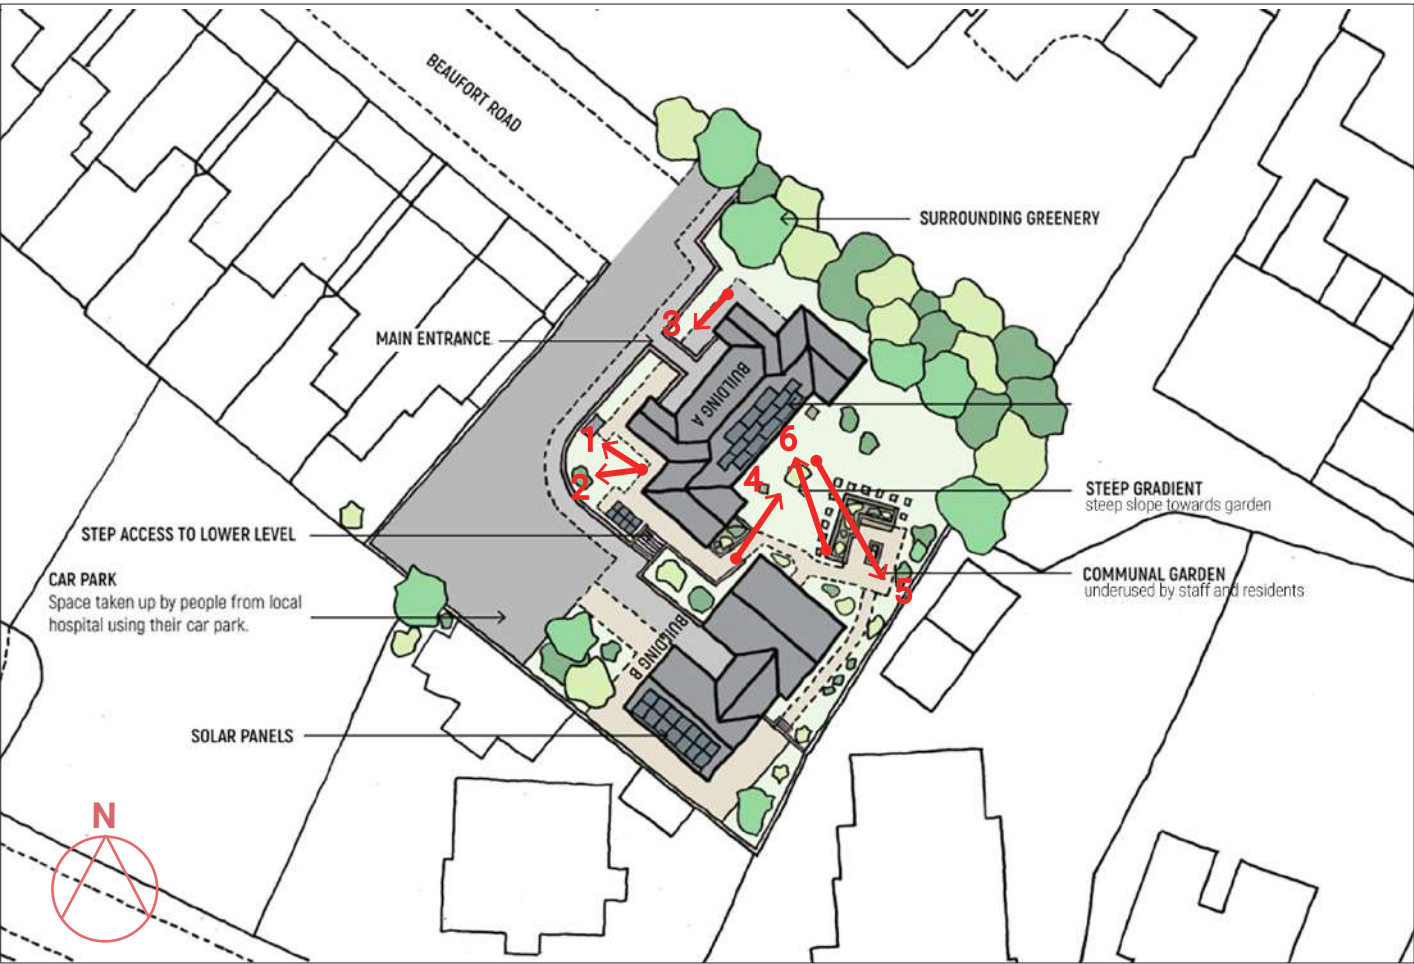 BEAUFORT ROAD
SURROUNDING GREENERY
3
MAIN ENTRANCE
BUILDING A
1
6
2
4
STEEP GRADIENT
steep slope towards garden
STEP ACCESS TO LOWER LEVEL
CAR PARK
Space taken up by people from local
hospital using their car park.
COMMUNAL GARDEN
underused by staff and residents
5
BUILDING B
SOLAR PANELS
N